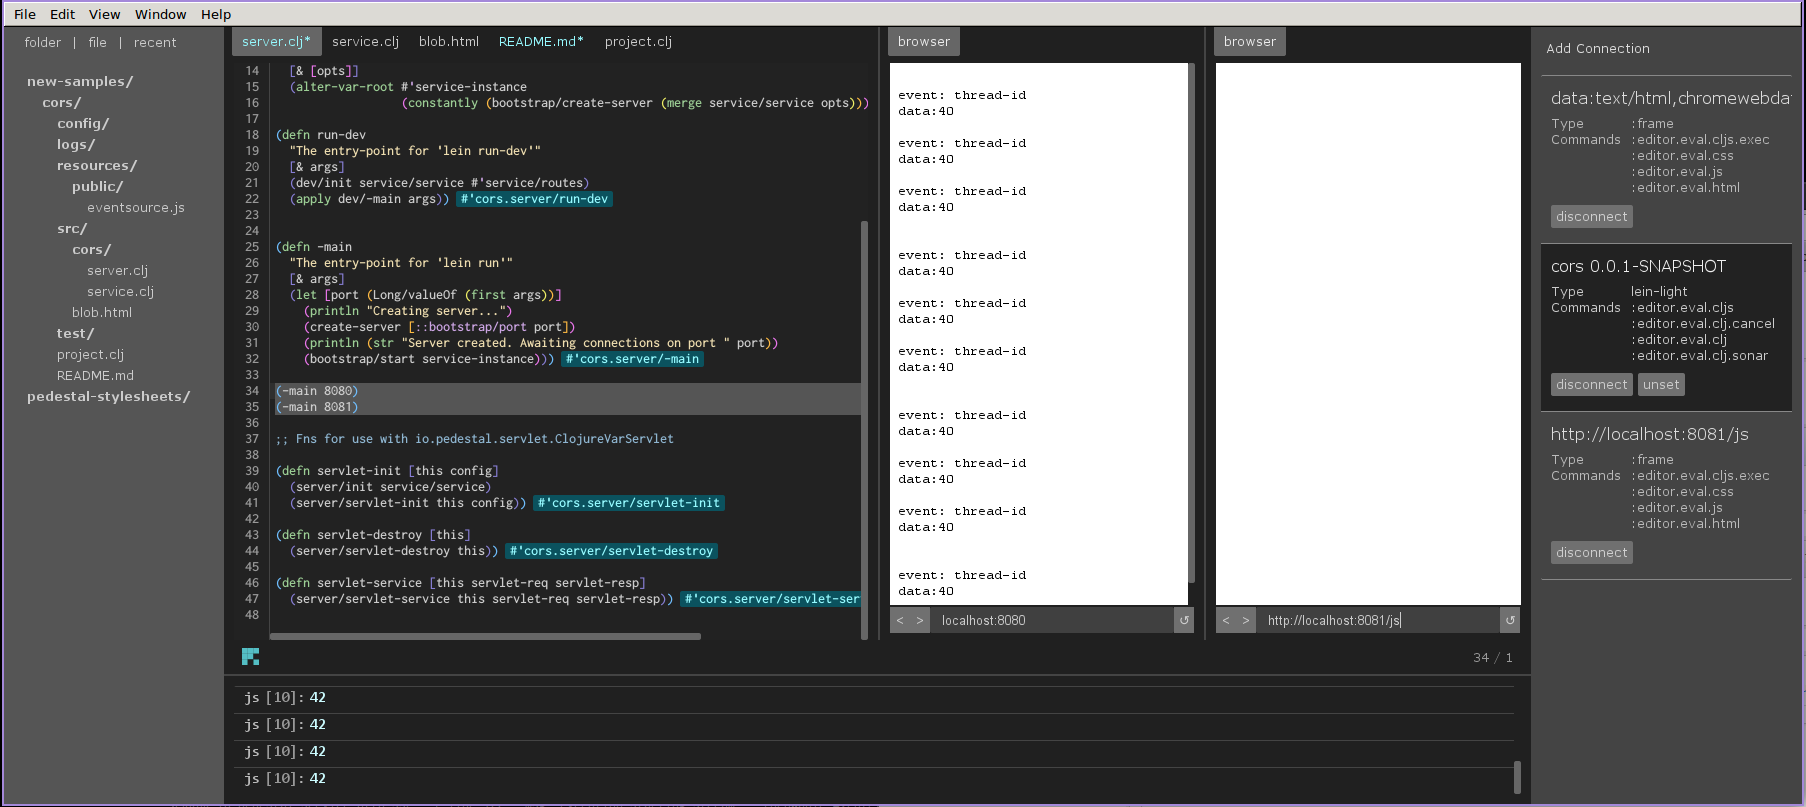 File Edit View Window Help
folder | file | recent
new-samples/
cors/
config/
logs/
resources/
public/
eventsource.js
src/
cors/
server.clj
service.clj
blob.html
test/
project.clj
README.md
pedestal-stylesheets/
server.clj* service.clj blob.html README.md* project.clj
14 [& [opts]]
15 (alter-var-root #'service-instance
16 (constantly (bootstrap/create-server (merge service/service opts)))
17
18 (defn run-dev
19 "The entry-point for 'lein run-dev'"
20 [& args]
21 (dev/init service/service #'service/routes)
22 (apply dev/-main args)) #'cors.server/run-dev
23
24
25 (defn -main
26 "The entry-point for 'lein run'"
27 [& args]
28 (let [port (Long/valueOf (first args))]
29 (println "Creating server...")
30 (create-server [::bootstrap/port port])
31 (println (str "Server created. Awaiting connections on port " port))
32 (bootstrap/start service-instance))) #'cors.server/-main
33
34 (-main 8080)
35 (-main 8081)
36
37 ;; Fns for use with io.pedestal.servlet.ClojureVarServlet
38
39 (defn servlet-init [this config]
40 (server/init service/service)
41 (server/servlet-init this config)) #'cors.server/servlet-init
42
43 (defn servlet-destroy [this]
44 (server/servlet-destroy this)) #'cors.server/servlet-destroy
45
46 (defn servlet-service [this servlet-req servlet-resp]
47 (server/servlet-service this servlet-req servlet-resp)) #'cors.server/servlet-ser
48
browser
event: thread-id
data:40
event: thread-id
data:40
event: thread-id
data:40
event: thread-id
data:40
event: thread-id
data:40
event: thread-id
data:40
event: thread-id
data:40
event: thread-id
data:40
event: thread-id
data:40
event: thread-id
data:40
< > localhost:8080 ↺
browser
< > http://localhost:8081/js ↺
34 / 1
js [10]: 42
js [10]: 42
js [10]: 42
js [10]: 42
Add Connection
data:text/html,chromewebda
Type :frame
Commands :editor.eval.cljs.exec
:editor.eval.css
:editor.eval.js
:editor.eval.html
disconnect
cors 0.0.1-SNAPSHOT
Type lein-light
Commands :editor.eval.cljs
:editor.eval.clj.cancel
:editor.eval.clj
:editor.eval.clj.sonar
disconnect unset
http://localhost:8081/js
Type :frame
Commands :editor.eval.cljs.exec
:editor.eval.css
:editor.eval.js
:editor.eval.html
disconnect